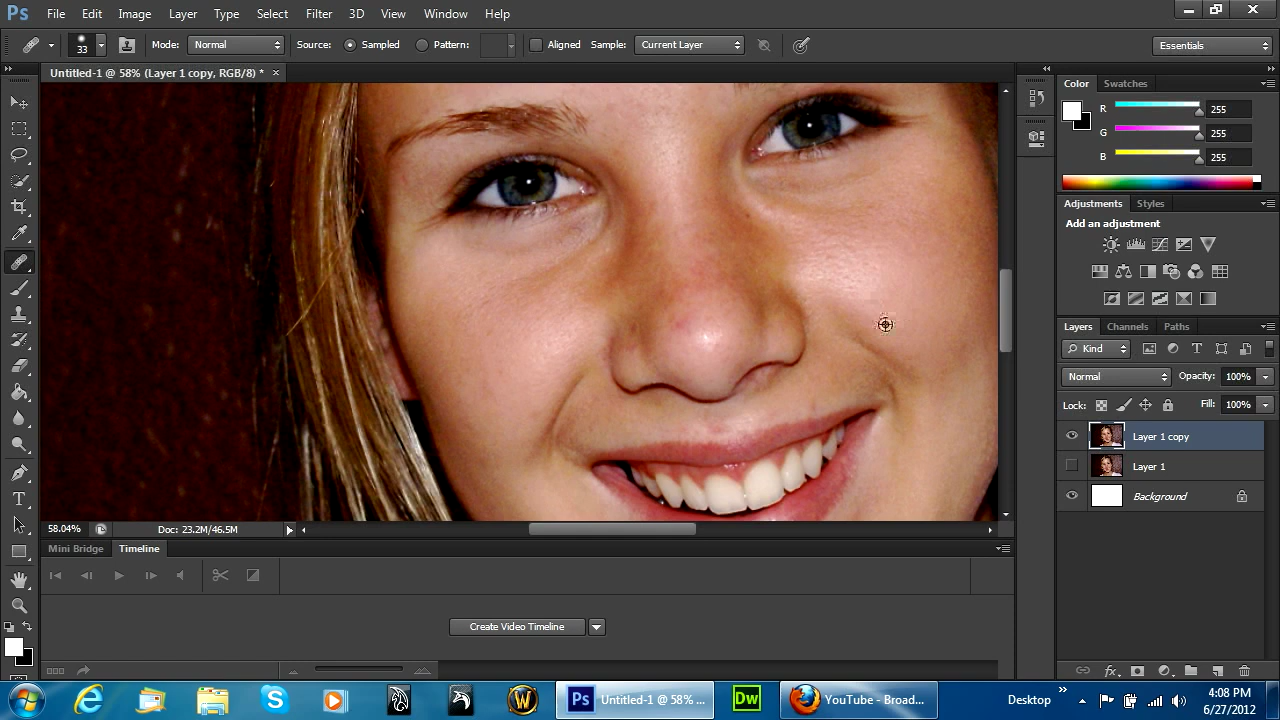 Ps File Edit Image Layer Type Select Filter 3D View Window Help
33 Mode: Normal Source: Sampled Pattern: Aligned Sample: Current Layer Essentials
Untitled-1 @ 58% (Layer 1 copy, RGB/8) *
Color Swatches
R 255
G 255
B 255
Adjustments Styles
Add an adjustment
Layers Channels Paths
Kind
Normal Opacity: 100%
Lock: Fill: 100%
Layer 1 copy
Layer 1
Background
58.04% Doc: 23.2M/46.5M
Mini Bridge Timeline
Create Video Timeline
fx
Ps Untitled-1 @ 58% ... Dw YouTube - Broad... Desktop
4:08 PM
6/27/2012